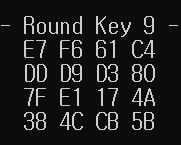 - Round Key 9 -
E7 F6 61 C4
DD D9 D3 80
7F E1 17 4A
38 4C CB 5B